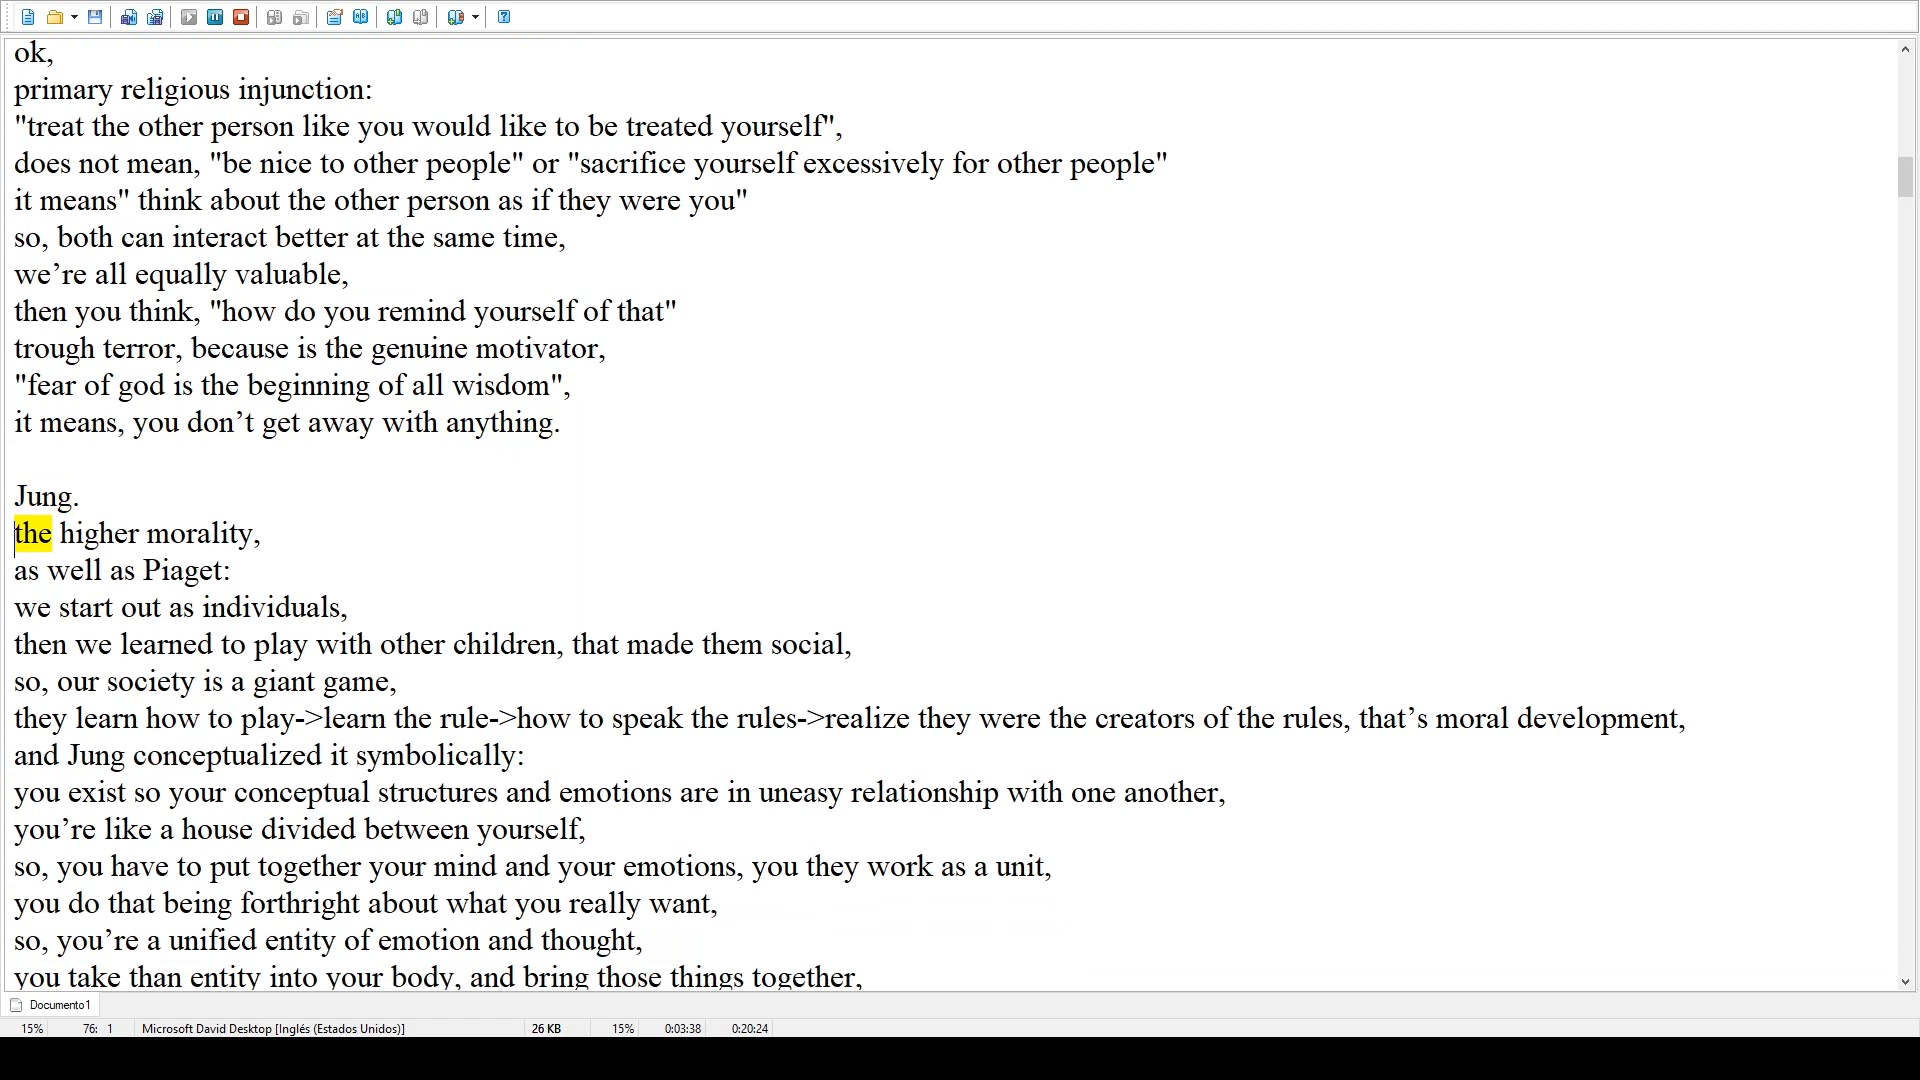 ok,
primary religious injunction:
"treat the other person like you would like to be treated yourself",
does not mean, "be nice to other people" or "sacrifice yourself excessively for other people"
it means" think about the other person as if they were you"
so, both can interact better at the same time,
we’re all equally valuable,
then you think, "how do you remind yourself of that"
trough terror, because is the genuine motivator,
"fear of god is the beginning of all wisdom",
it means, you don’t get away with anything.
Jung.
the higher morality,
as well as Piaget:
we start out as individuals,
then we learned to play with other children, that made them social,
so, our society is a giant game,
they learn how to play->learn the rule->how to speak the rules->realize they were the creators of the rules, that’s moral development,
and Jung conceptualized it symbolically:
you exist so your conceptual structures and emotions are in uneasy relationship with one another,
you’re like a house divided between yourself,
so, you have to put together your mind and your emotions, you they work as a unit,
you do that being forthright about what you really want,
so, you’re a unified entity of emotion and thought,
you take than entity into your body, and bring those things together,
Documento1
15% 76: 1 Microsoft David Desktop [Inglés (Estados Unidos)] 26 KB 15% 0:03:38 0:20:24